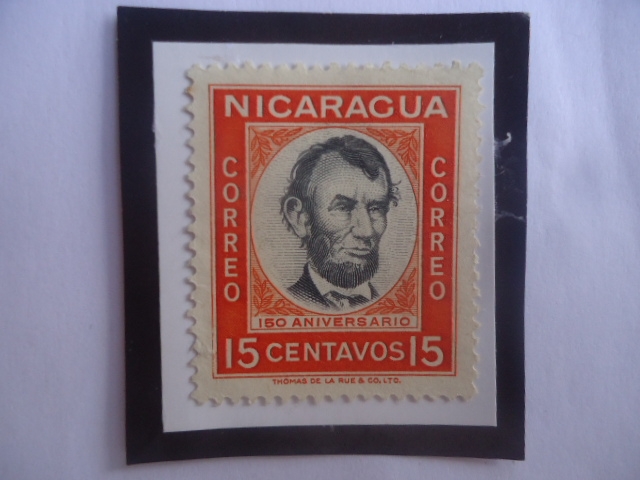 NICARAGUA
CORREO
CORREO
150 ANIVERSARIO
15 CENTAVOS 15
THOMAS DE LA RUE & CO. LTD.